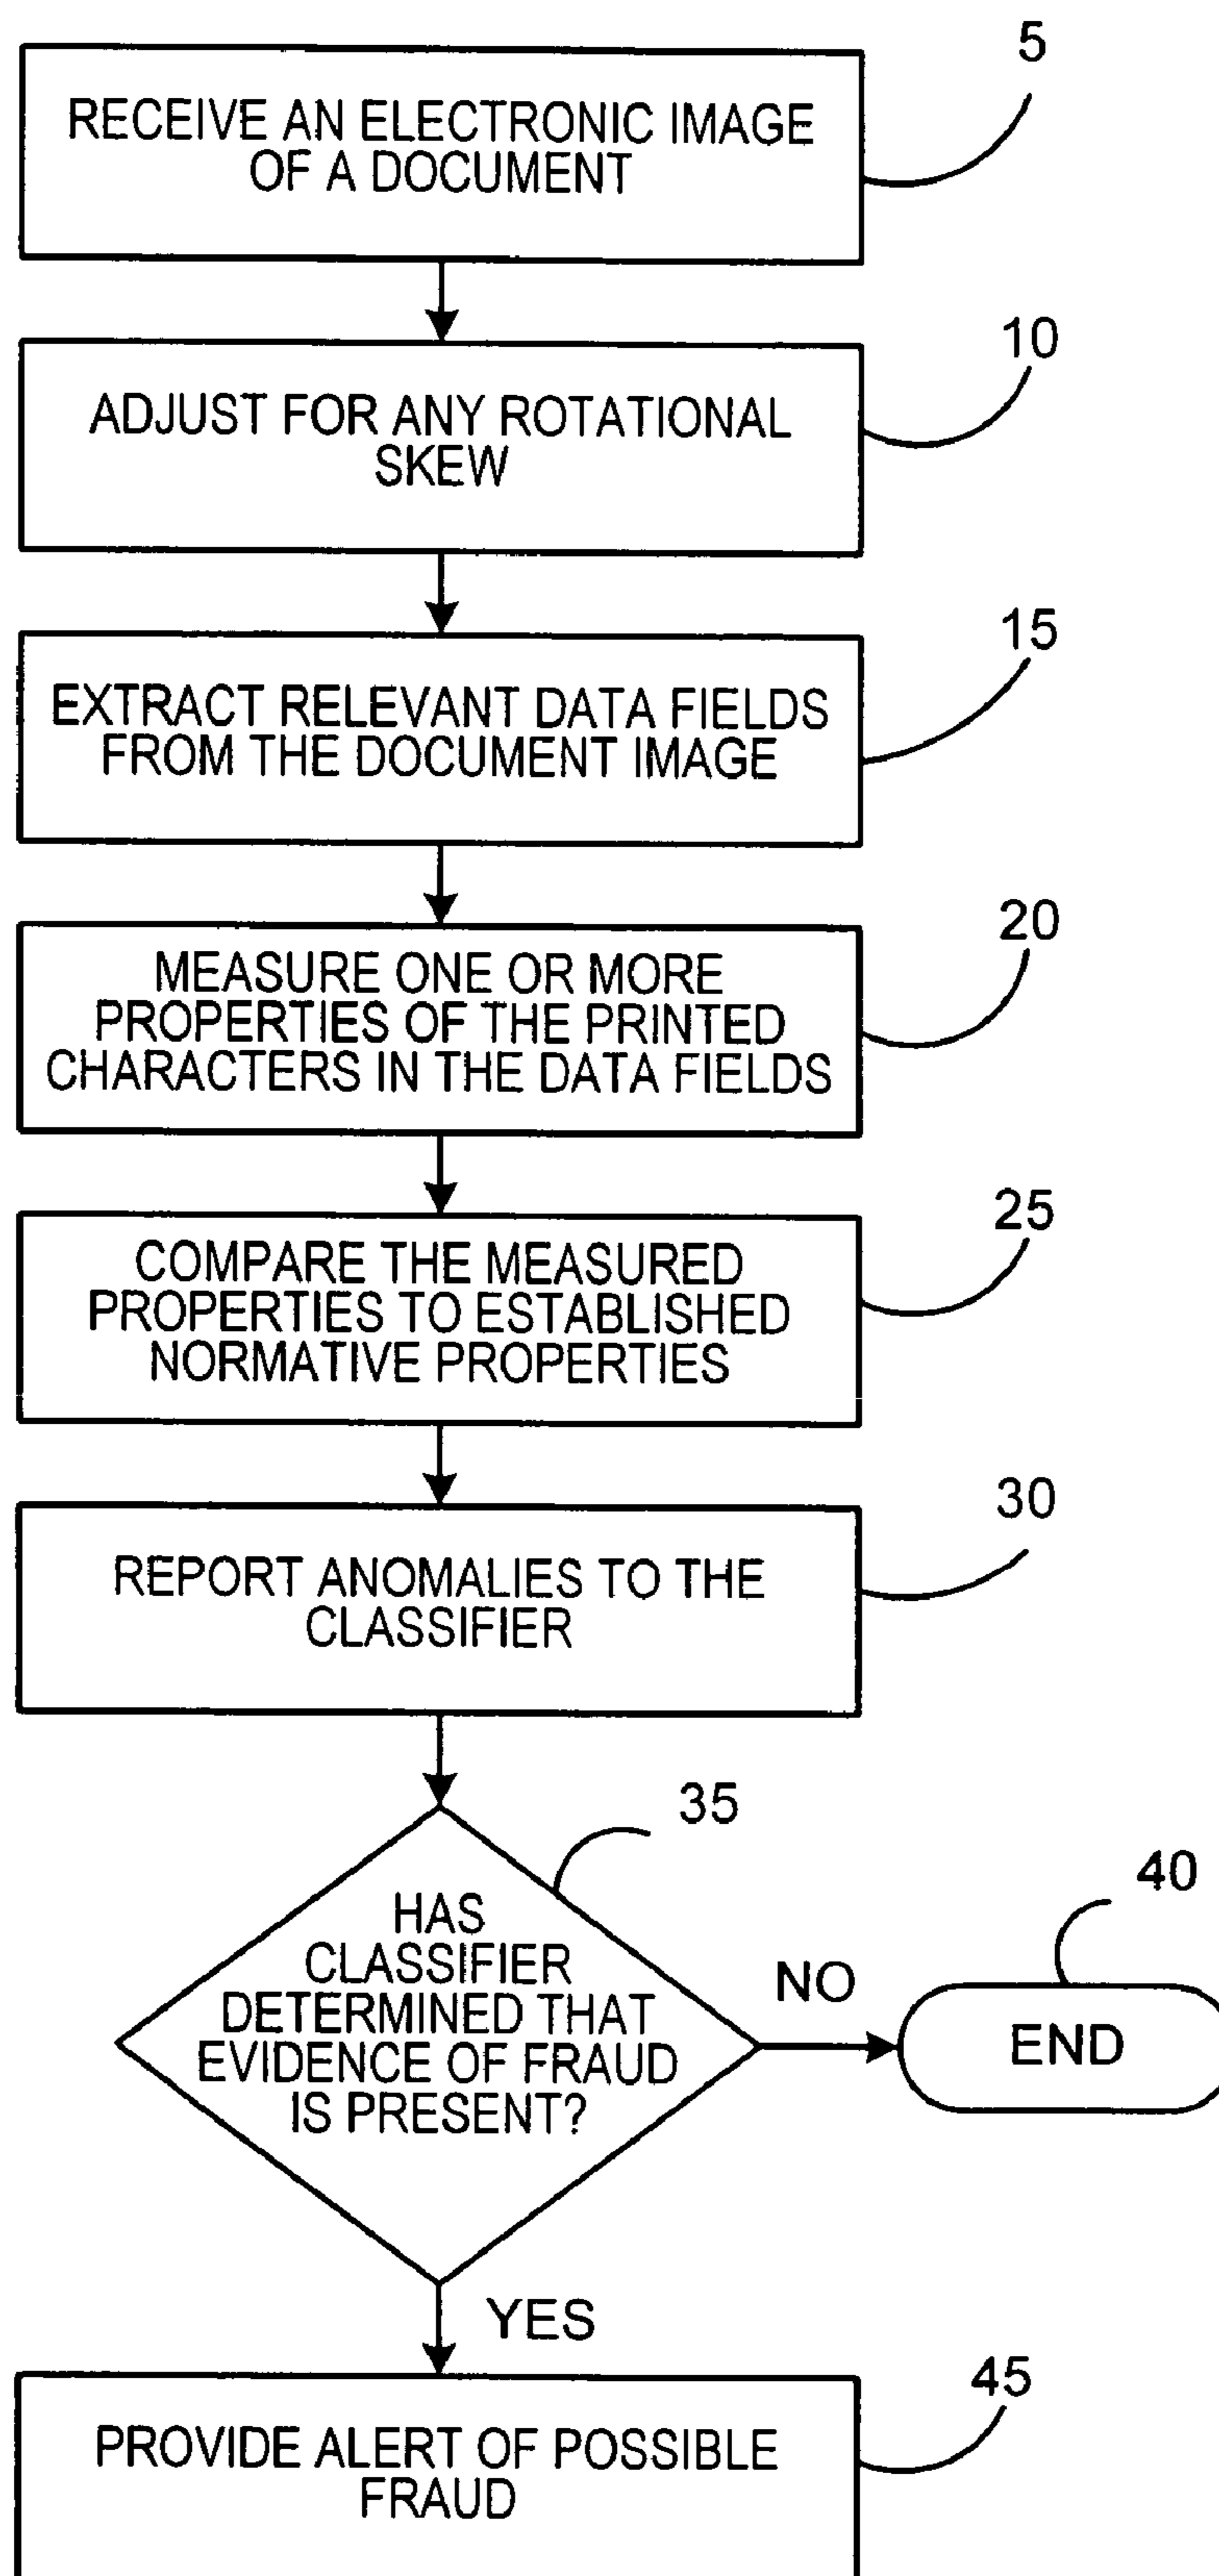 5
RECEIVE AN ELECTRONIC IMAGE
OF A DOCUMENT
10
ADJUST FOR ANY ROTATIONAL
SKEW
15
EXTRACT RELEVANT DATA FIELDS
FROM THE DOCUMENT IMAGE
20
MEASURE ONE OR MORE
PROPERTIES OF THE PRINTED
CHARACTERS IN THE DATA FIELDS
25
COMPARE THE MEASURED
PROPERTIES TO ESTABLISHED
NORMATIVE PROPERTIES
30
REPORT ANOMALIES TO THE
CLASSIFIER
35
HAS
CLASSIFIER
DETERMINED THAT
EVIDENCE OF FRAUD
IS PRESENT?
NO
40
END
YES
45
PROVIDE ALERT OF POSSIBLE
FRAUD